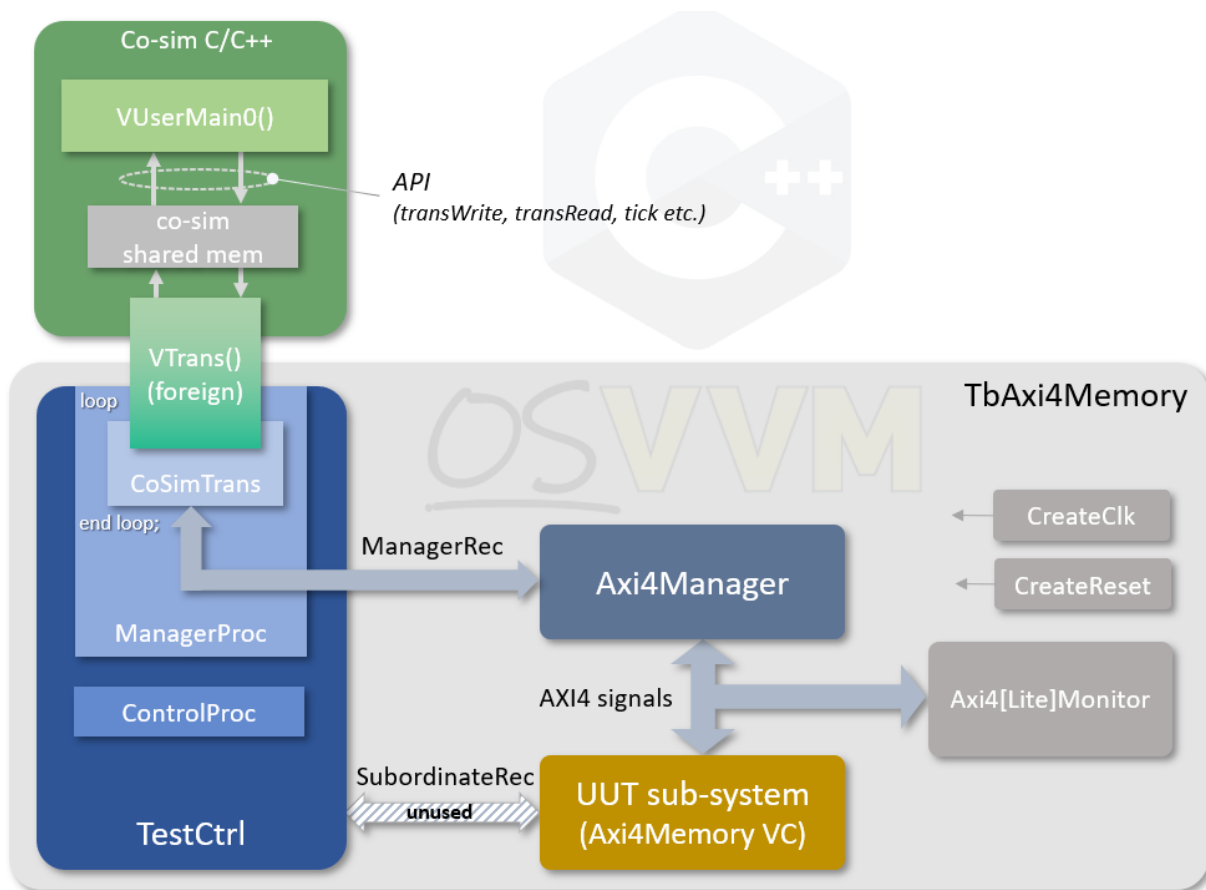 Co-sim C/C++
VUserMain0()
API
(transWrite, transRead, tick etc.)
co-sim
shared mem
++
VTrans()
(foreign)
loop
CoSimTrans
end loop;
ManagerProc
ControlProc
TestCtrl
TbAxi4Memory
OSVVM
ManagerRec
Axi4Manager
CreateClk
CreateReset
AXI4 signals
Axi4[Lite]Monitor
SubordinateRec
unused
UUT sub-system
(Axi4Memory VC)